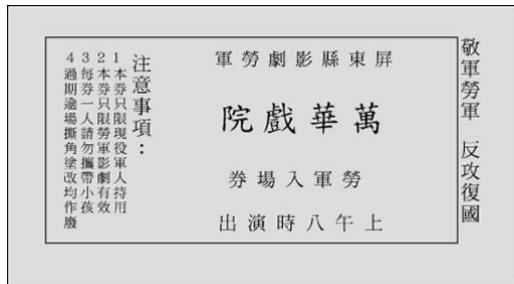 敬軍勞軍 反攻復國
屏東縣影劇勞軍
萬華戲院
勞軍入場券
上午八時演出
注意事項：
1本券只限現役軍人持用
2本券只限勞軍影劇有效
3每券一人請勿攜帶小孩
4過期逾場撕角塗改均作廢